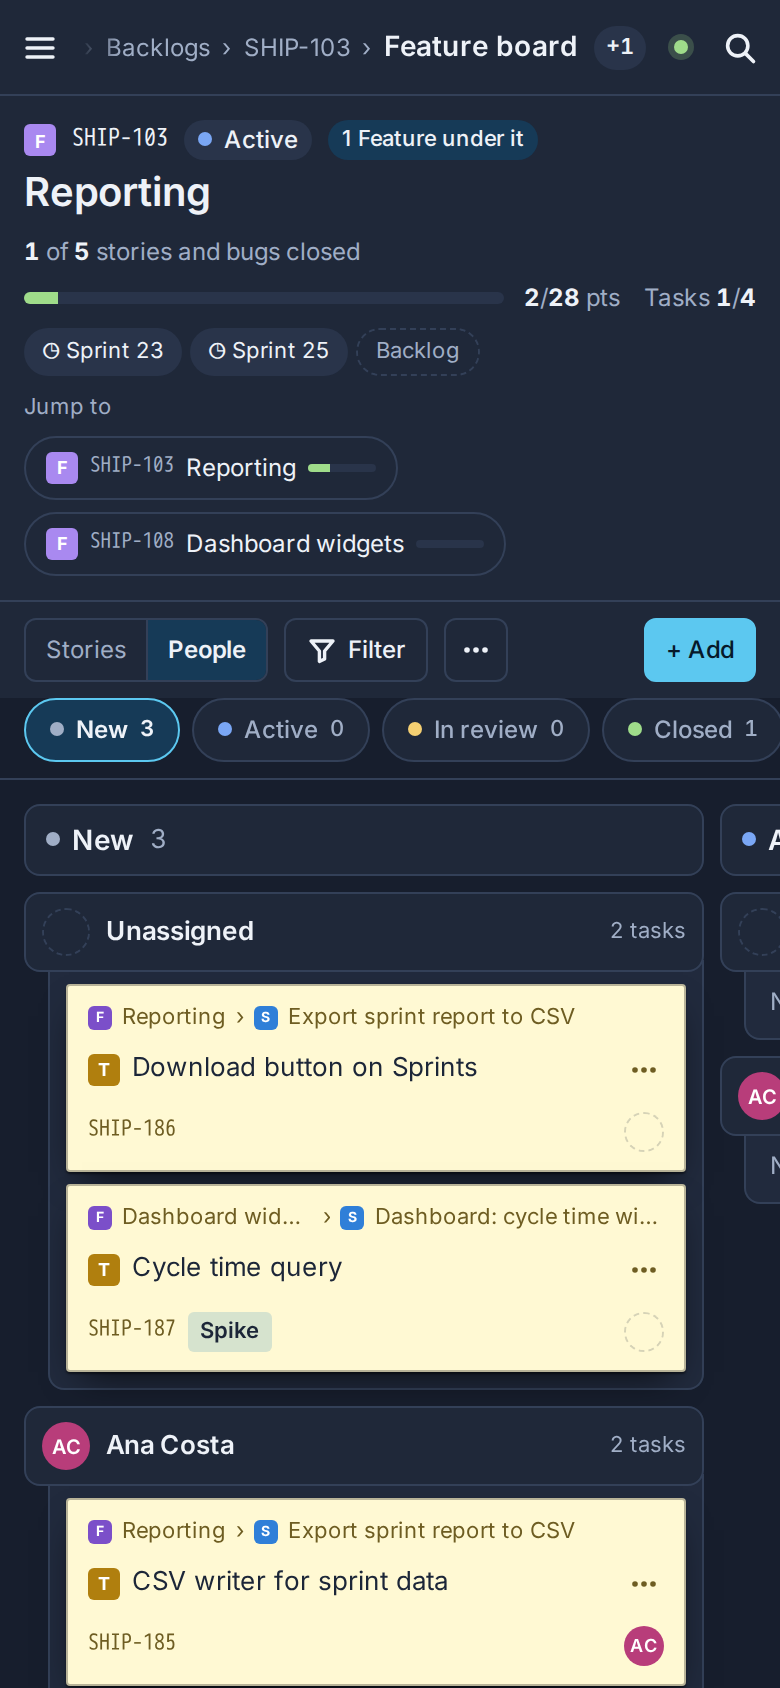 › Backlogs › SHIP-103 › Feature board +1
F SHIP-103 Active 1 Feature under it
Reporting
1 of 5 stories and bugs closed
2/28 pts Tasks 1/4
Sprint 23 Sprint 25 Backlog
Jump to
F SHIP-103 Reporting
F SHIP-108 Dashboard widgets
Stories People Filter ••• + Add
New 3 Active 0 In review 0 Closed 1
New 3
Unassigned 2 tasks
F Reporting › S Export sprint report to CSV
T Download button on Sprints •••
SHIP-186
F Dashboard wid... › S Dashboard: cycle time wi...
T Cycle time query •••
SHIP-187 Spike
AC Ana Costa 2 tasks
AC
F Reporting › S Export sprint report to CSV
T CSV writer for sprint data •••
SHIP-185 AC